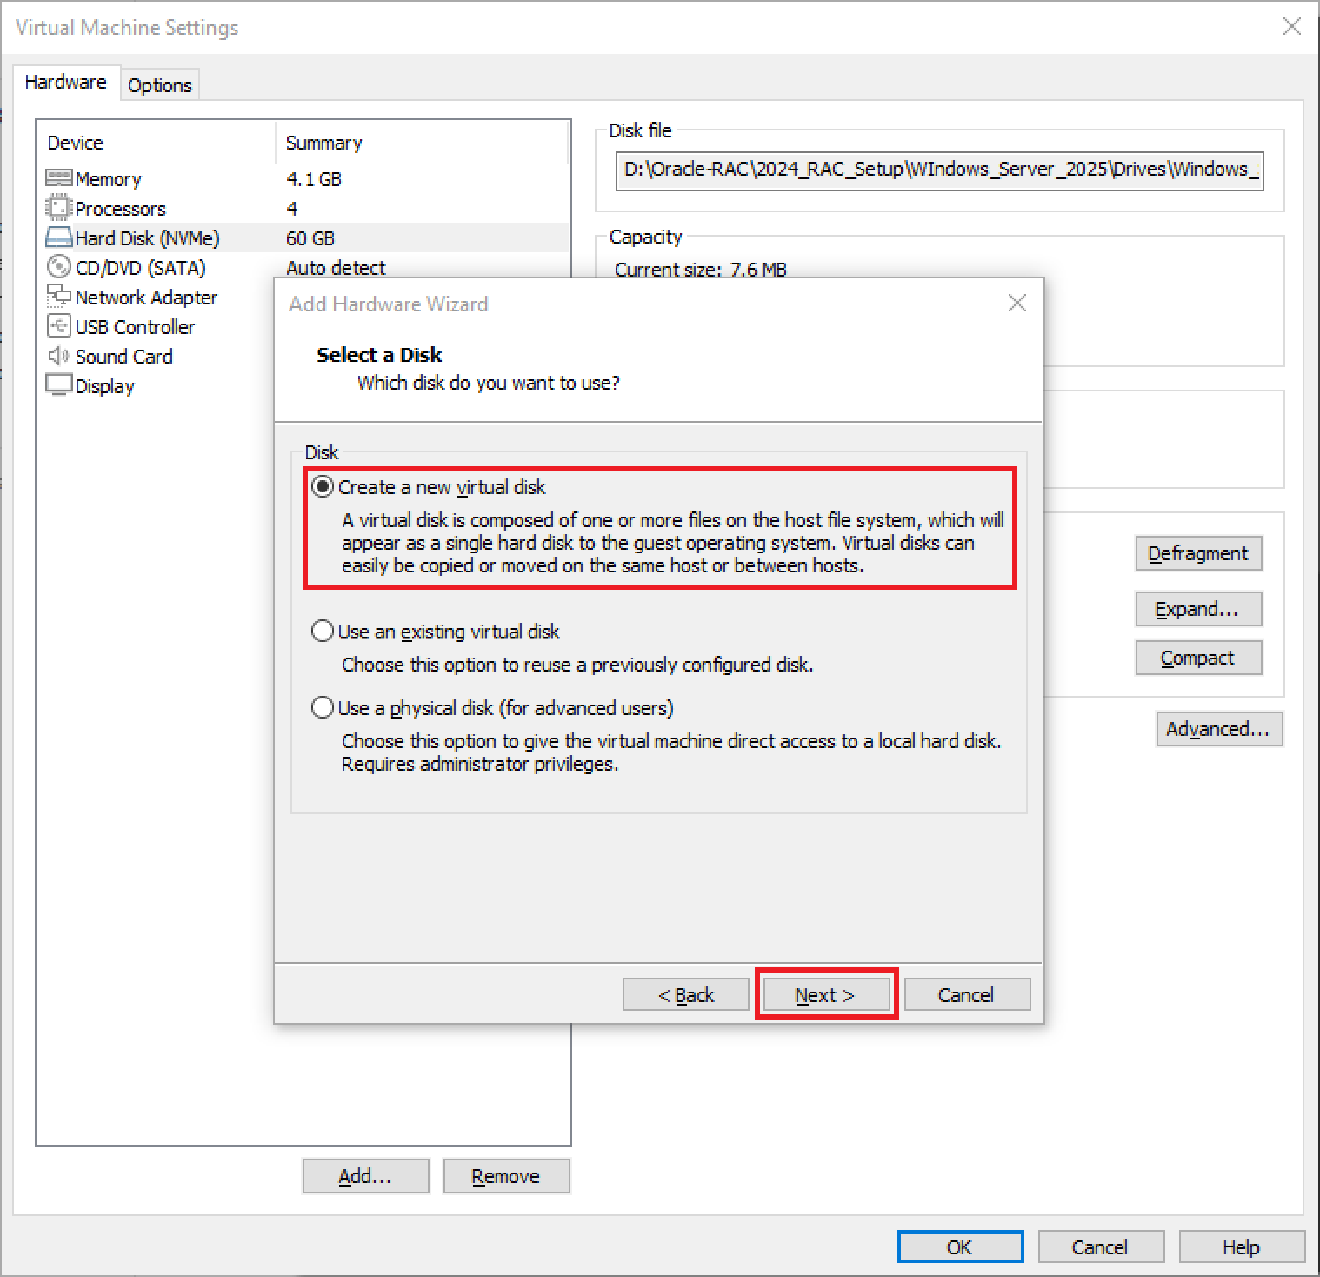 Virtual Machine Settings
Hardware
Options
Device Summary
Memory 4.1 GB
Processors 4
Hard Disk (NVMe) 60 GB
CD/DVD (SATA) Auto detect
Network Adapter
USB Controller
Sound Card
Display
Disk file
D:\Oracle-RAC\2024_RAC_Setup\WIndows_Server_2025\Drives\Windows_
Capacity
Current size: 7.6 MB
Add Hardware Wizard
Select a Disk
Which disk do you want to use?
Disk
Create a new virtual disk
A virtual disk is composed of one or more files on the host file system, which will
appear as a single hard disk to the guest operating system. Virtual disks can
easily be copied or moved on the same host or between hosts.
Use an existing virtual disk
Choose this option to reuse a previously configured disk.
Use a physical disk (for advanced users)
Choose this option to give the virtual machine direct access to a local hard disk.
Requires administrator privileges.
< Back
Next >
Cancel
Defragment
Expand...
Compact
Advanced...
Add...
Remove
OK
Cancel
Help